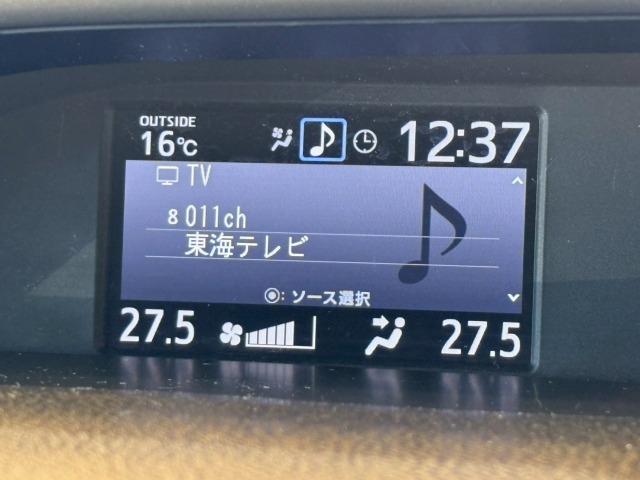 OUTSIDE
16℃ 12:37
TV
8 011ch
東海テレビ
◉: ソース選択
27.5 27.5